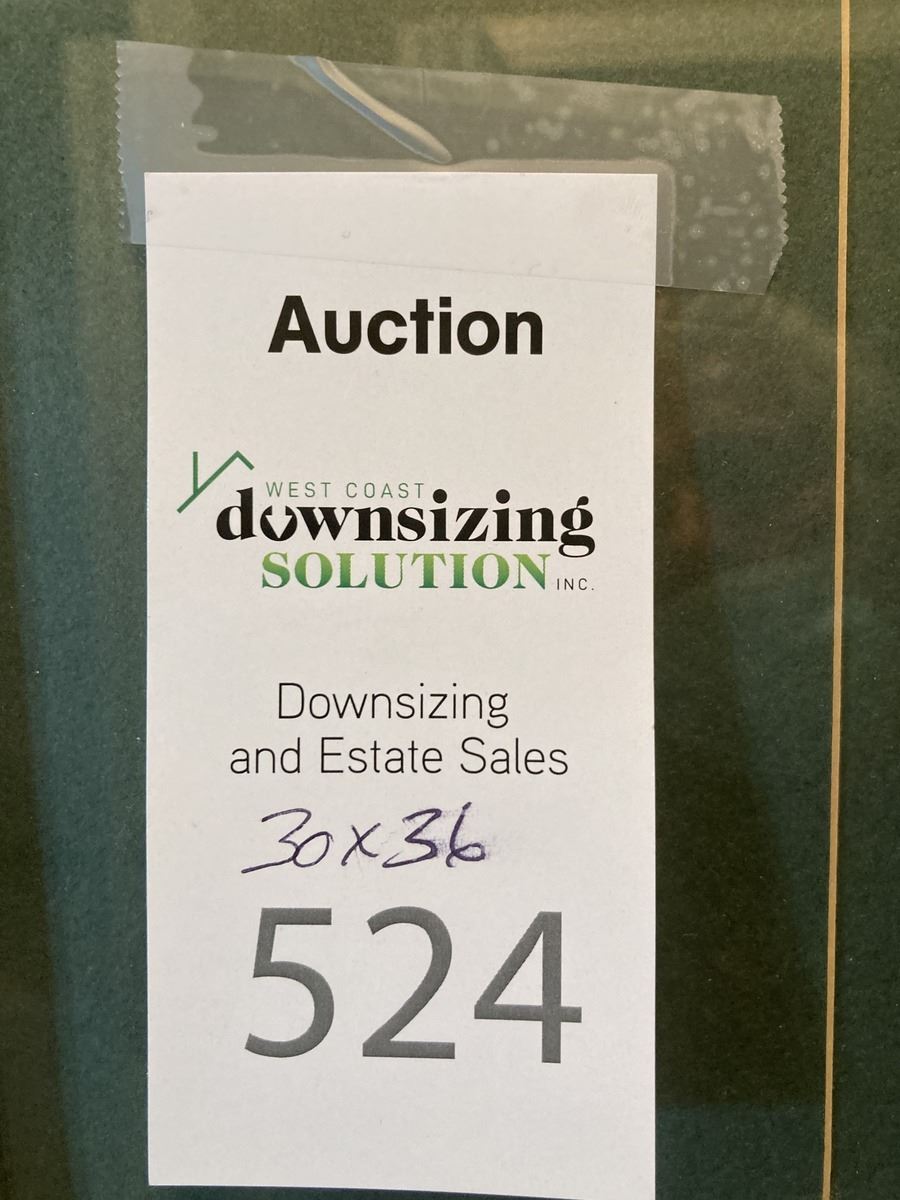 Auction
WEST COAST
downsizing
SOLUTION INC.
Downsizing
and Estate Sales
30x36
524